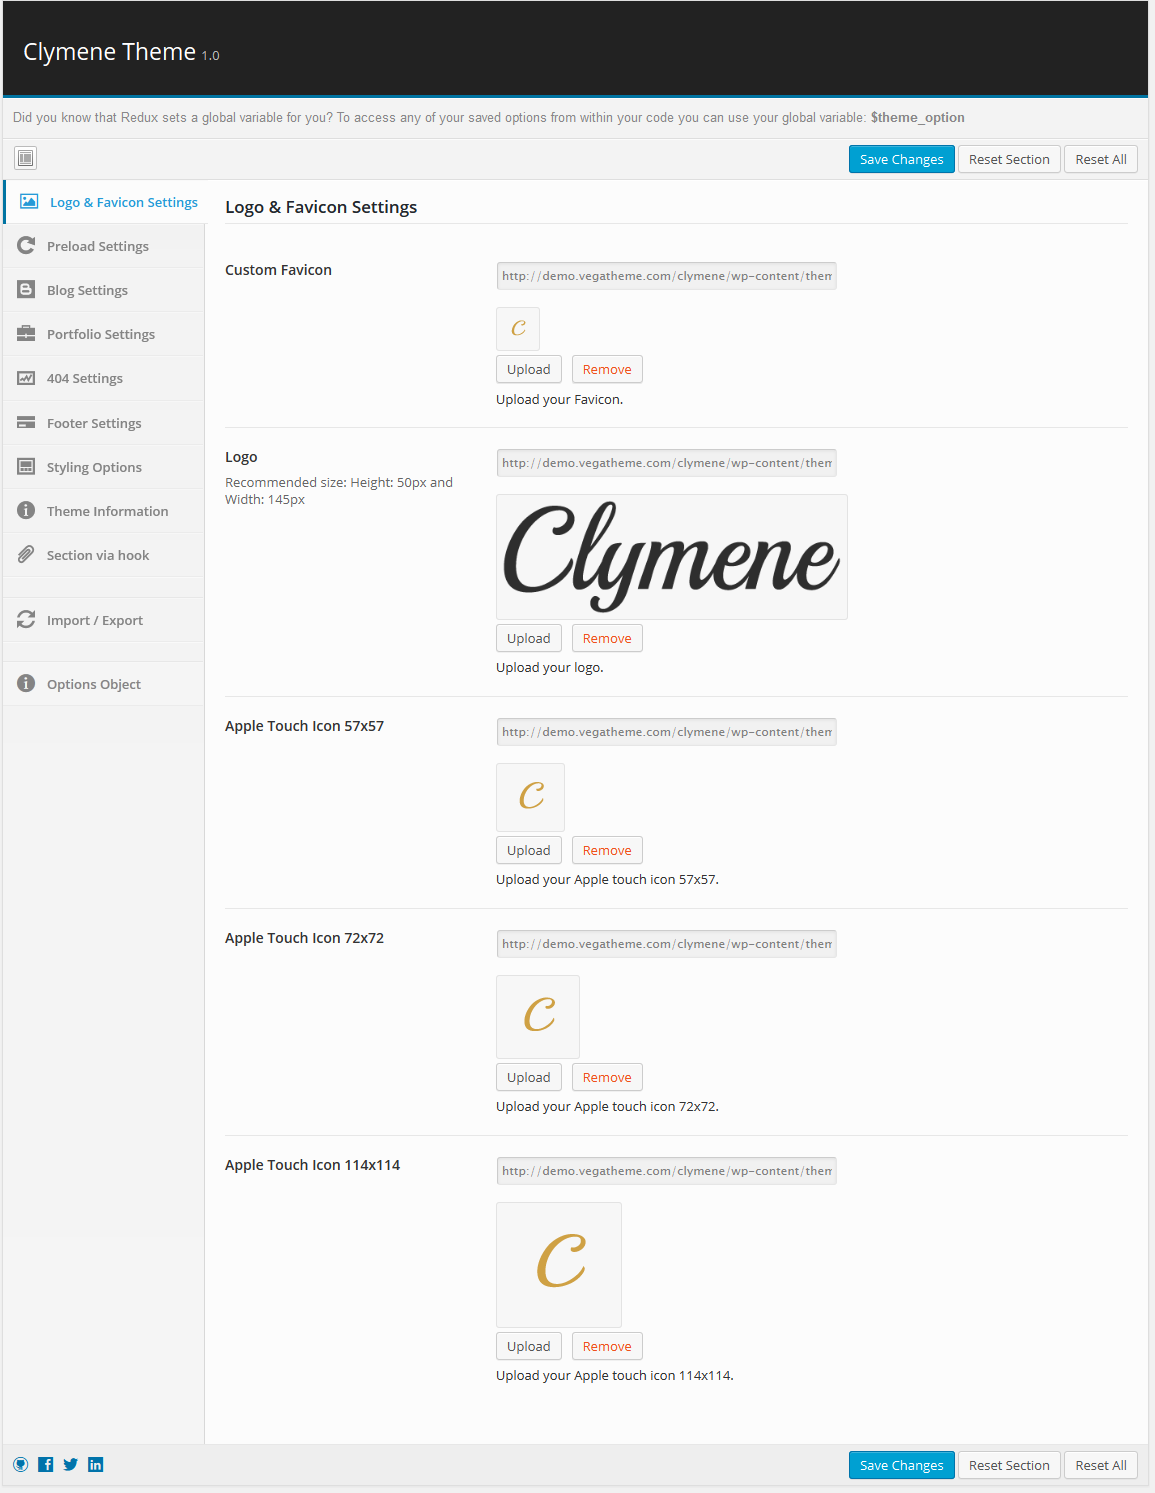 Clymene Theme 1.0
Did you know that Redux sets a global variable for you? To access any of your saved options from within your code you can use your global variable: $theme_option
Save Changes
Reset Section
Reset All
Logo & Favicon Settings
Preload Settings
Blog Settings
Portfolio Settings
404 Settings
Footer Settings
Styling Options
Theme Information
Section via hook
Import / Export
Options Object
Logo & Favicon Settings
Custom Favicon
http://demo.vegatheme.com/clymene/wp-content/them
C
Upload
Remove
Upload your Favicon.
Logo
Recommended size: Height: 50px and
Width: 145px
http://demo.vegatheme.com/clymene/wp-content/them
Clymene
Upload
Remove
Upload your logo.
Apple Touch Icon 57x57
http://demo.vegatheme.com/clymene/wp-content/them
C
Upload
Remove
Upload your Apple touch icon 57x57.
Apple Touch Icon 72x72
http://demo.vegatheme.com/clymene/wp-content/them
C
Upload
Remove
Upload your Apple touch icon 72x72.
Apple Touch Icon 114x114
http://demo.vegatheme.com/clymene/wp-content/them
C
Upload
Remove
Upload your Apple touch icon 114x114.
Save Changes
Reset Section
Reset All